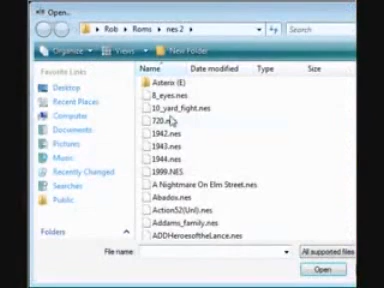 Open...
Rob ▸ Roms ▸ nes 2 ▸
Search
Organize Views New Folder
Favorite Links
Desktop
Recent Places
Computer
Documents
Pictures
Music
Recently Changed
Searches
Public
Folders
Name Date modified Type Size
Asterix (E)
8_eyes.nes
10_yard_fight.nes
1942.nes
1943.nes
1944.nes
1999.NES
A Nightmare On Elm Street.nes
Abadox.nes
Action52(Unl).nes
Addams_family.nes
ADDHeroesoftheLance.nes
File name:
All supported files
Open